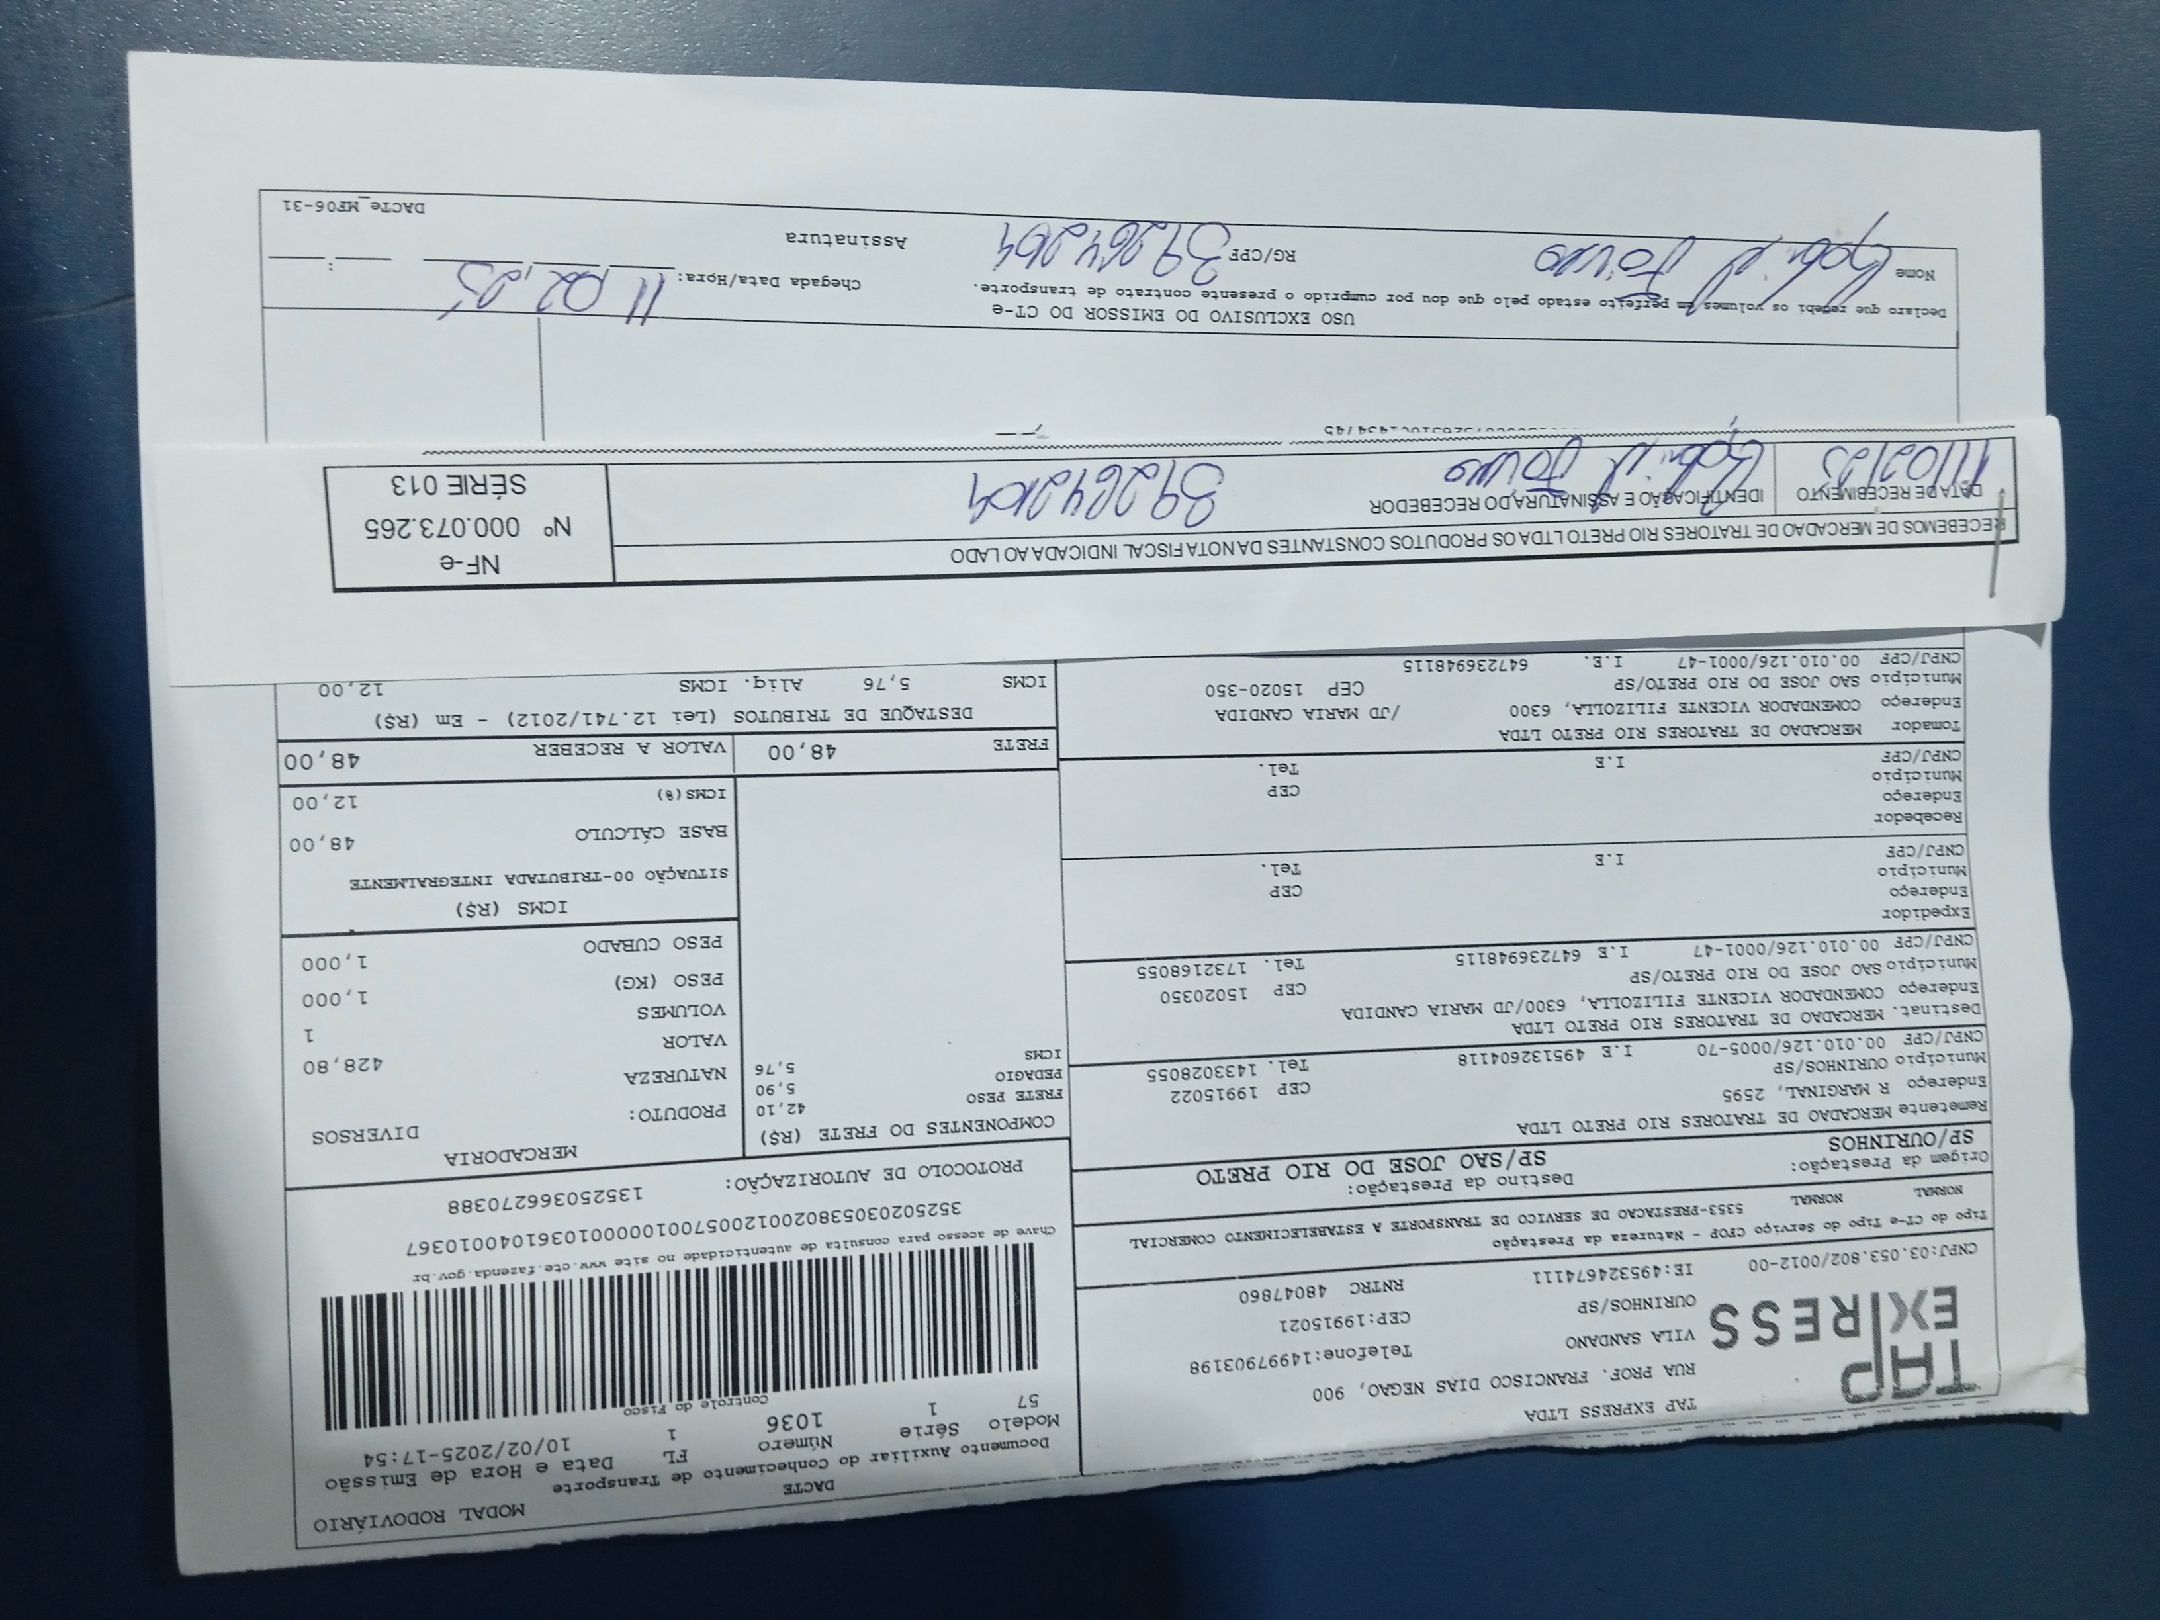 DACTE
MODAL RODOVIÁRIO
Documento Auxiliar do Conhecimento de Transporte
Modelo Série Número FL Data e Hora de Emissão
57 1 1036 1 10/02/2025-17:54
Controle do Fisco
TAP
EXPRESS
TAP EXPRESS LTDA
RUA PROF. FRANCISCO DIAS NEGAO, 900
VILA SANDANO Telefone:14997903198
OURINHOS/SP CEP:19915021
CNPJ:03.053.802/0012-00 IE:495324674111 RNTRC 48047860
Chave de acesso para consulta de autenticidade no site www.cte.fazenda.gov.br
35250203053802001200570010000010361040010367
PROTOCOLO DE AUTORIZAÇÃO: 135250366270388
Tipo do CT-e Tipo do Serviço CFOP - Natureza da Prestação
NORMAL NORMAL 5353-PRESTACAO DE SERVICO DE TRANSPORTE A ESTABELECIMENTO COMERCIAL
Origem da Prestação: Destino da Prestação:
SP/OURINHOS SP/SAO JOSE DO RIO PRETO
Remetente MERCADAO DE TRATORES RIO PRETO LTDA
Endereço R MARGINAL, 2595
Município OURINHOS/SP CEP 19915022
CNPJ/CPF 00.010.126/0005-70 I.E 495132604118 Tel. 1433028055
Destinat. MERCADAO DE TRATORES RIO PRETO LTDA
Endereço COMENDADOR VICENTE FILIZOLLA, 6300/JD MARIA CANDIDA
Município SAO JOSE DO RIO PRETO/SP CEP 15020350
CNPJ/CPF 00.010.126/0001-47 I.E 647236948115 Tel. 1732168055
Expedidor
Endereço
Município CEP
CNPJ/CPF I.E Tel.
Recebedor
Endereço
Município CEP
CNPJ/CPF I.E Tel.
Tomador MERCADAO DE TRATORES RIO PRETO LTDA
Endereço COMENDADOR VICENTE FILIZOLLA, 6300 /JD MARIA CANDIDA
Município SAO JOSE DO RIO PRETO/SP CEP 15020-350
CNPJ/CPF 00.010.126/0001-47 I.E. 647236948115
COMPONENTES DO FRETE (R$)
FRETE PESO 42,10
PEDAGIO 5,90
ICMS 5,76
MERCADORIA
PRODUTO: DIVERSOS
NATUREZA
VALOR 428,80
VOLUMES 1
PESO (KG) 1,000
PESO CUBADO 1,000
ICMS (R$)
SITUAÇÃO 00-TRIBUTADA INTEGRALMENTE
BASE CÁLCULO 48,00
ICMS(%) 12,00
FRETE 48,00 VALOR A RECEBER 48,00
DESTAQUE DE TRIBUTOS (Lei 12.741/2012) - Em (R$)
ICMS 5,76 Aliq. ICMS 12,00
RECEBEMOS DE MERCADAO DE TRATORES RIO PRETO LTDA OS PRODUTOS CONSTANTES DA NOTA FISCAL INDICADA AO LADO
DATA DE RECEBIMENTO IDENTIFICAÇÃO E ASSINATURA DO RECEBEDOR
11/02/25 Gabriel
NF-e
Nº 000.073.265
SÉRIE 013
USO EXCLUSIVO DO EMISSOR DO CT-e
Declaro que recebi os volumes em perfeito estado pelo que dou por cumprido o presente contrato de transporte.
Nome Gabriel RG/CPF
Chegada Data/Hora: 11 02 25 :
Assinatura
DACTe_MF06-31